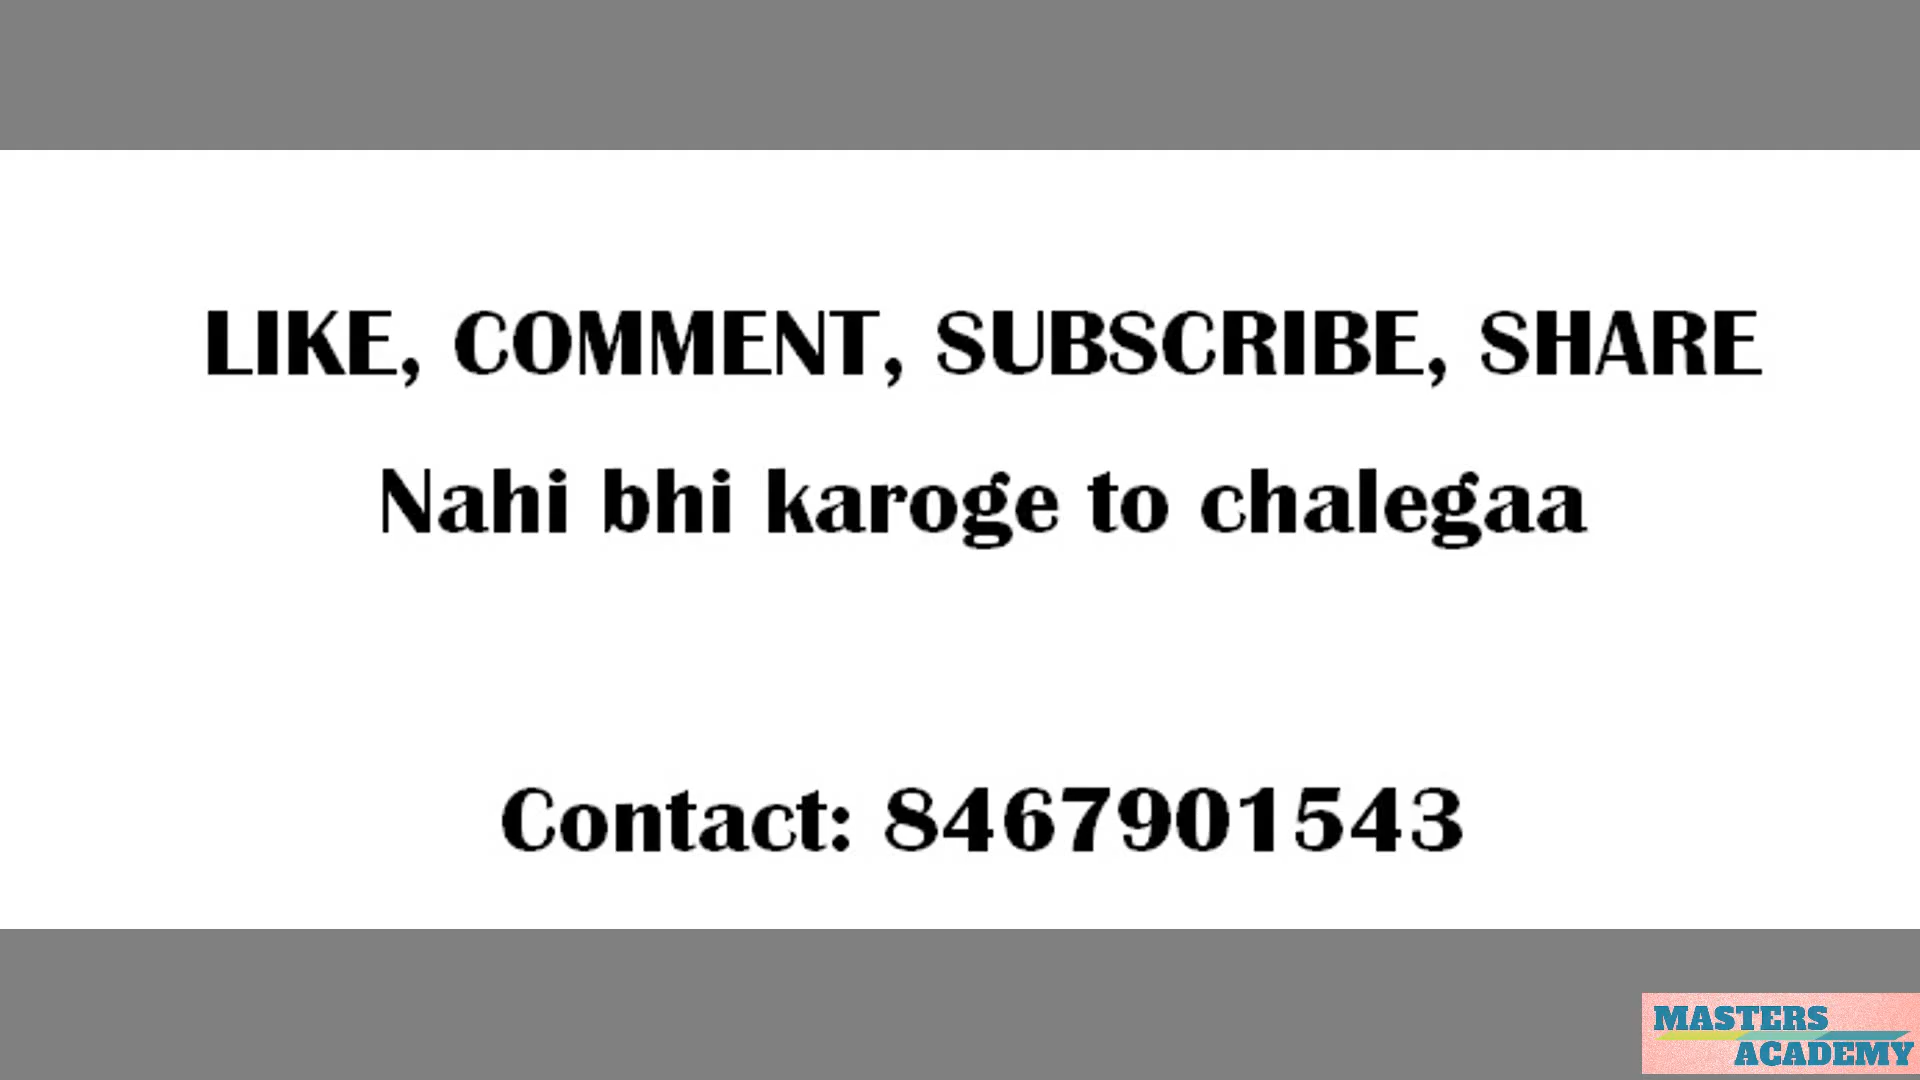 LIKE, COMMENT, SUBSCRIBE, SHARE
Nahi bhi karoge to chalegaa
Contact: 8467901543
MASTERS
ACADEMY